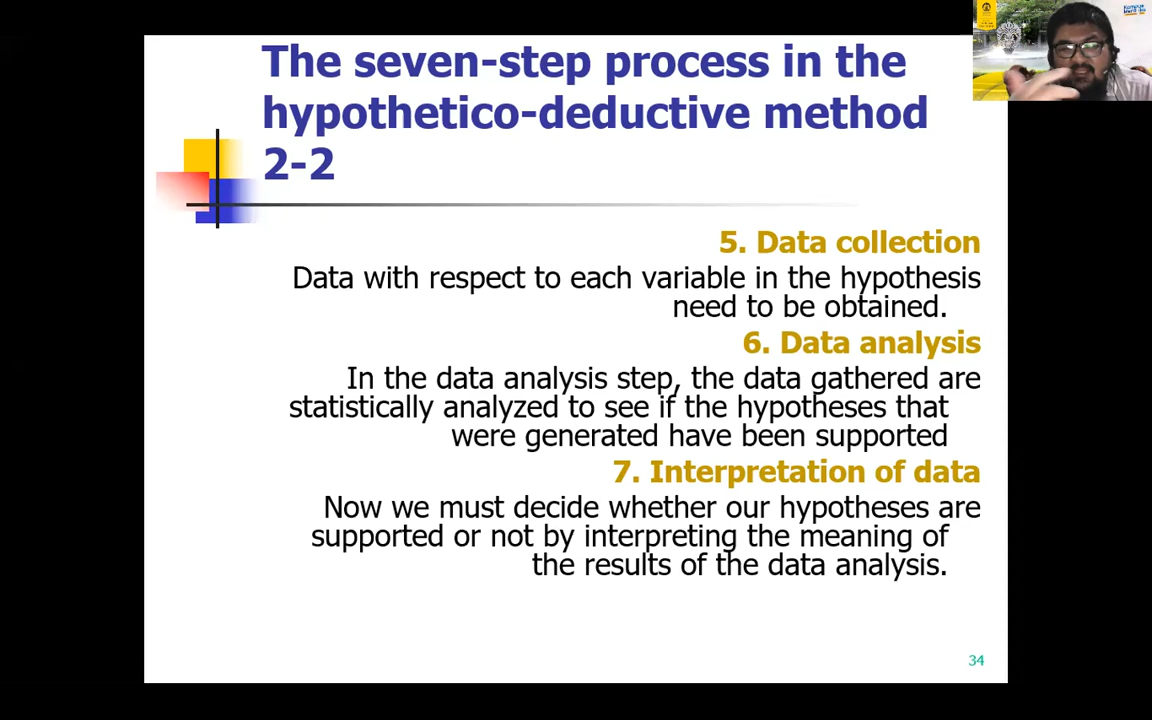 The seven-step process in the
hypothetico-deductive method
2-2
5. Data collection
Data with respect to each variable in the hypothesis
need to be obtained.
6. Data analysis
In the data analysis step, the data gathered are
statistically analyzed to see if the hypotheses that
were generated have been supported
7. Interpretation of data
Now we must decide whether our hypotheses are
supported or not by interpreting the meaning of
the results of the data analysis.
34